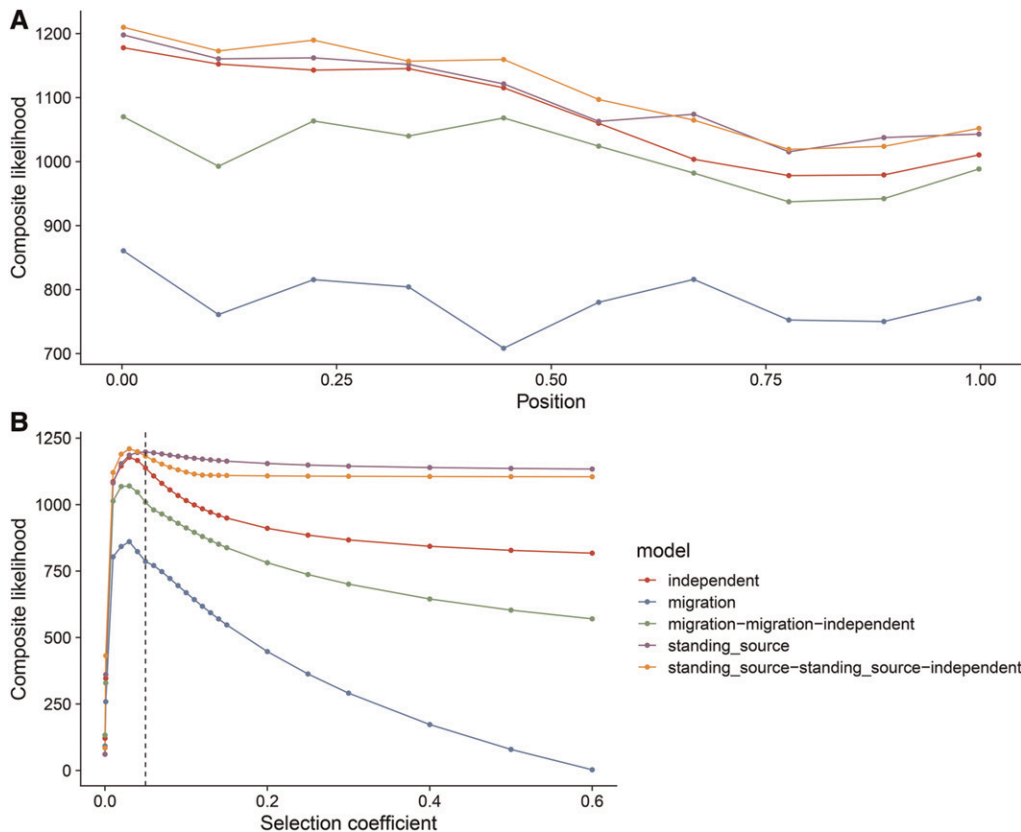 A
Composite likelihood
1200
1100
1000
900
800
700
0.00
0.25
0.50
0.75
1.00
Position
B
Composite likelihood
1250
1000
750
500
250
0
0.0
0.2
0.4
0.6
Selection coefficient
model
independent
migration
migration−migration−independent
standing_source
standing_source−standing_source−independent